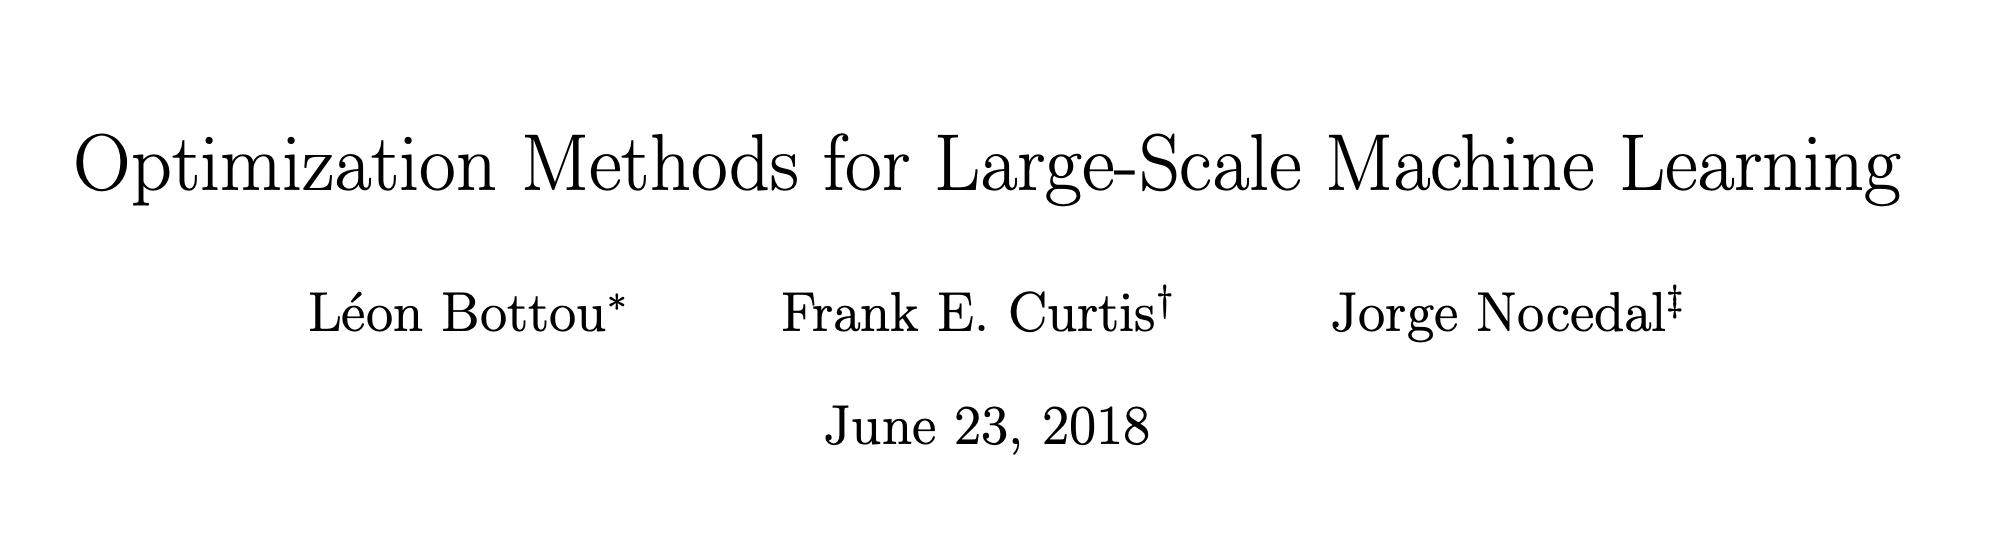 Optimization Methods for Large-Scale Machine Learning
Léon Bottou* Frank E. Curtis† Jorge Nocedal‡
June 23, 2018